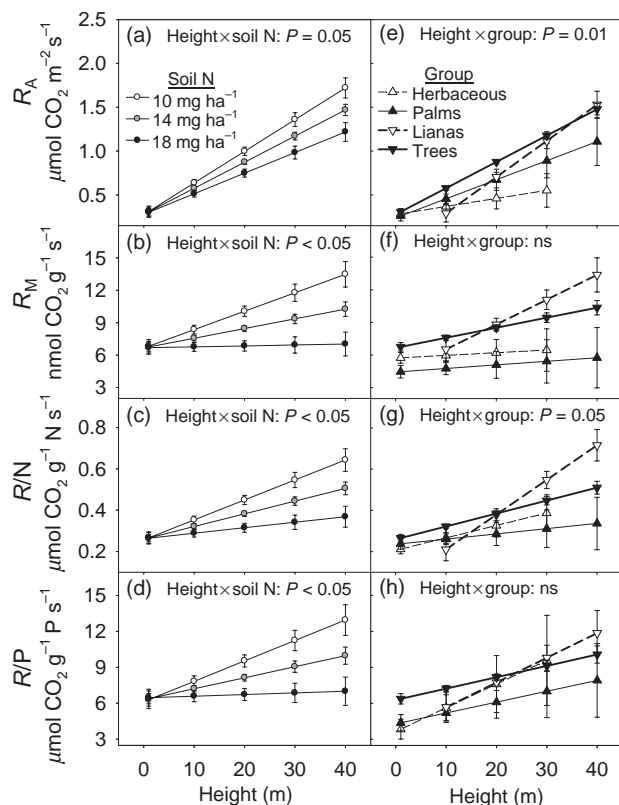 (a) Height×soil N: P = 0.05
(e) Height×group: P = 0.01
R_A
μmol CO₂ m⁻² s⁻¹
2.5
2.0
1.5
1.0
0.5
Soil N
10 mg ha⁻¹
14 mg ha⁻¹
18 mg ha⁻¹
Group
Herbaceous
Palms
Lianas
Trees
(b) Height×soil N: P < 0.05
(f) Height×group: ns
R_M
nmol CO₂ g⁻¹ s⁻¹
15
12
9
6
3
(c) Height×soil N: P < 0.05
(g) Height×group: P = 0.05
R/N
μmol CO₂ g⁻¹ N s⁻¹
0.8
0.6
0.4
0.2
(d) Height×soil N: P < 0.05
(h) Height×group: ns
R/P
μmol CO₂ g⁻¹ P s⁻¹
15
12
9
6
3
0 10 20 30 40
0 10 20 30 40
Height (m)
Height (m)